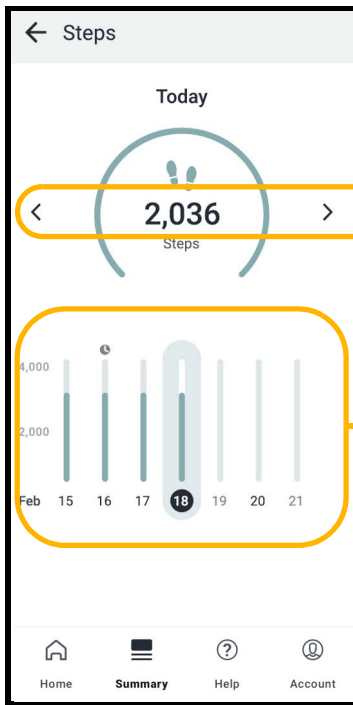 Steps
Today
2,036
Steps
4,000
2,000
Feb 15 16 17 18 19 20 21
Home Summary Help Account